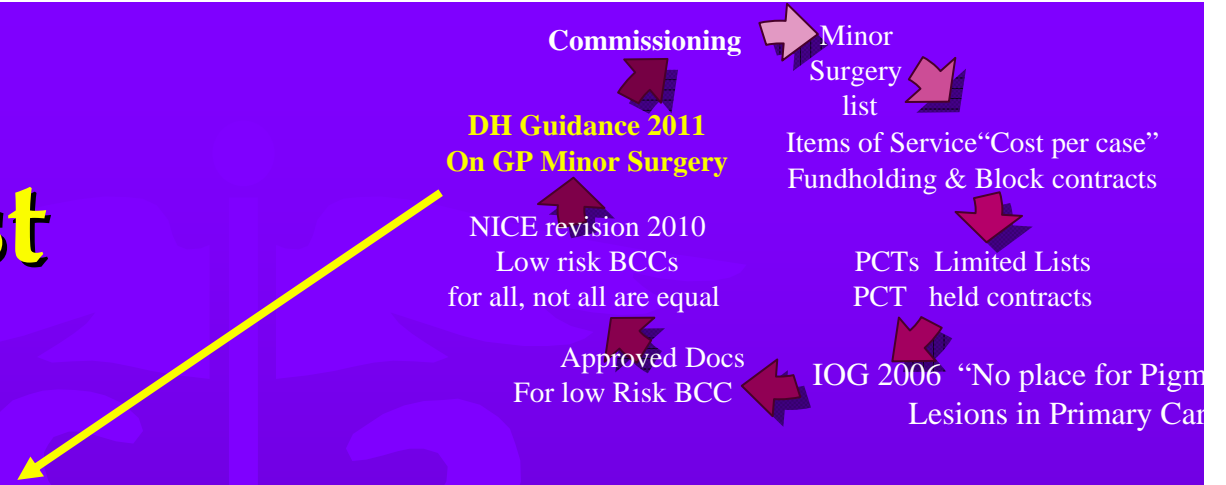 Commissioning
Minor
Surgery
list
Items of Service“Cost per case”
Fundholding & Block contracts
PCTs Limited Lists
PCT held contracts
IOG 2006 “No place for Pigm
Lesions in Primary Car
Approved Docs
For low Risk BCC
NICE revision 2010
Low risk BCCs
for all, not all are equal
DH Guidance 2011
On GP Minor Surgery
st